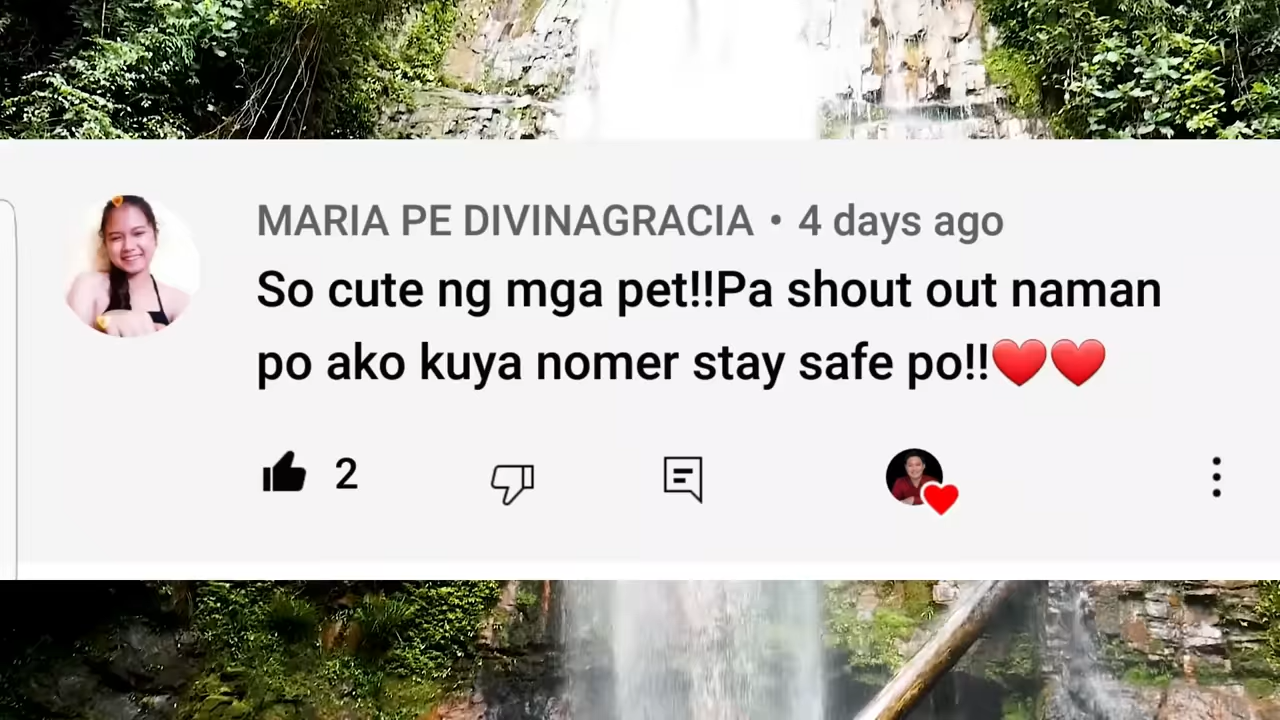 MARIA PE DIVINAGRACIA • 4 days ago
So cute ng mga pet!!Pa shout out naman
po ako kuya nomer stay safe po!!❤️❤️
2